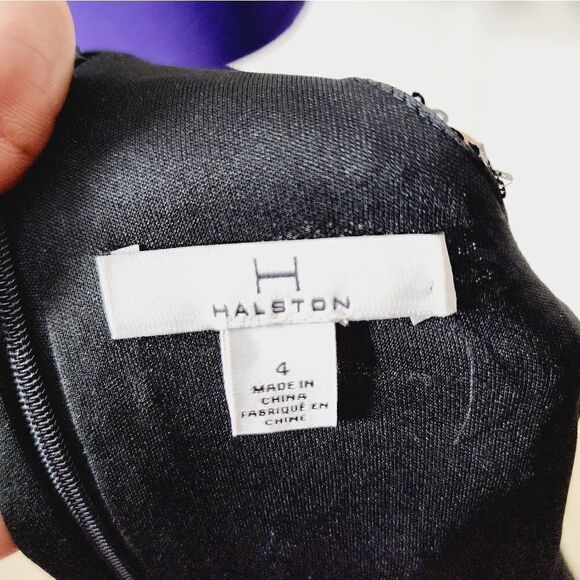 H
HALSTON
4
MADE IN
CHINA
FABRIQUÉ EN
CHINE